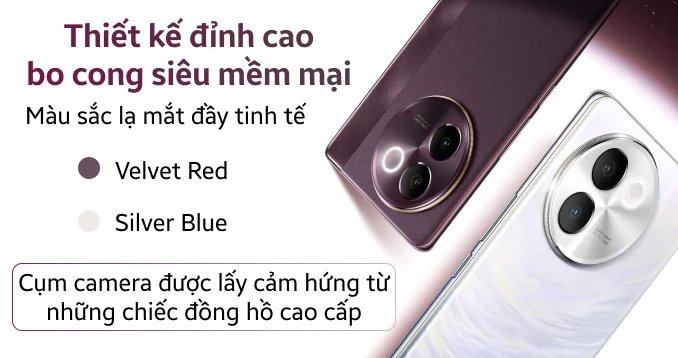 Thiết kế đỉnh cao
bo cong siêu mềm mại
Màu sắc lạ mắt đầy tinh tế
Velvet Red
Silver Blue
Cụm camera được lấy cảm hứng từ
những chiếc đồng hồ cao cấp